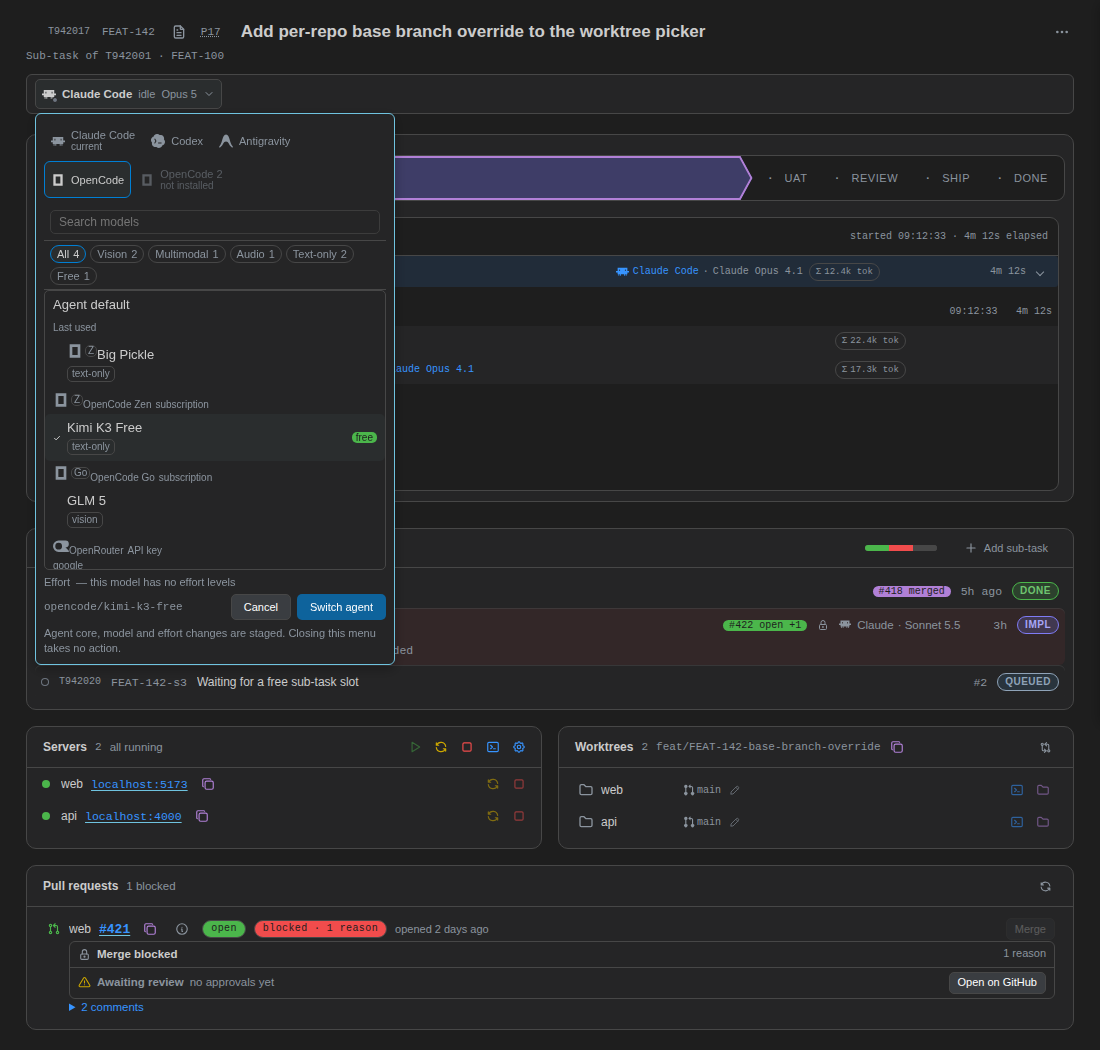 T942017 FEAT-142 P17 Add per-repo base branch override to the worktree picker
Sub-task of T942001 · FEAT-100
Claude Code idle Opus 5
Claude Code
current
Codex
Antigravity
OpenCode
OpenCode 2
not installed
Search models
All 4 Vision 2 Multimodal 1 Audio 1 Text-only 2
Free 1
Agent default
Last used
Z Big Pickle
text-only
Z OpenCode Zen subscription
Kimi K3 Free
text-only
free
Go OpenCode Go subscription
GLM 5
vision
OpenRouter API key
google
Effort — this model has no effort levels
opencode/kimi-k3-free Cancel Switch agent
Agent core, model and effort changes are staged. Closing this menu
takes no action.
· UAT · REVIEW · SHIP · DONE
started 09:12:33 · 4m 12s elapsed
Claude Code · Claude Opus 4.1 Σ 12.4k tok 4m 12s
09:12:33 4m 12s
Σ 22.4k tok
aude Opus 4.1 Σ 17.3k tok
Add sub-task
#418 merged 5h ago DONE
#422 open +1 Claude · Sonnet 5.5 3h IMPL
ded
T942020 FEAT-142-s3 Waiting for a free sub-task slot #2 QUEUED
Servers 2 all running
web localhost:5173
api localhost:4000
Worktrees 2 feat/FEAT-142-base-branch-override
web main
api main
Pull requests 1 blocked
web #421 open blocked · 1 reason opened 2 days ago Merge
Merge blocked 1 reason
Awaiting review no approvals yet Open on GitHub
2 comments